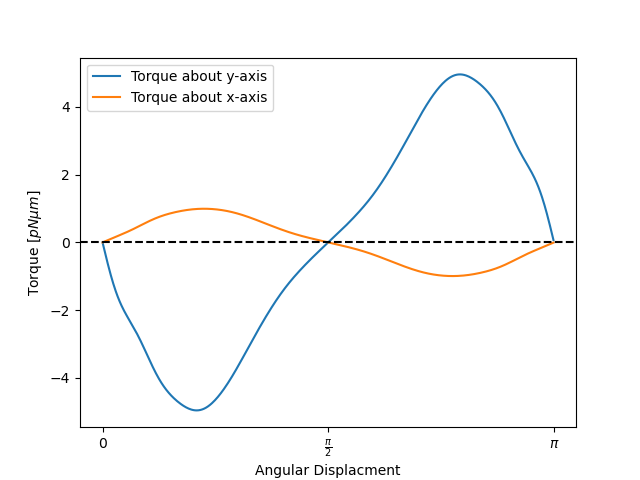 Torque about y-axis
Torque about x-axis
4
2
0
−2
−4
Torque [pNμm]
0
π/2
π
Angular Displacment